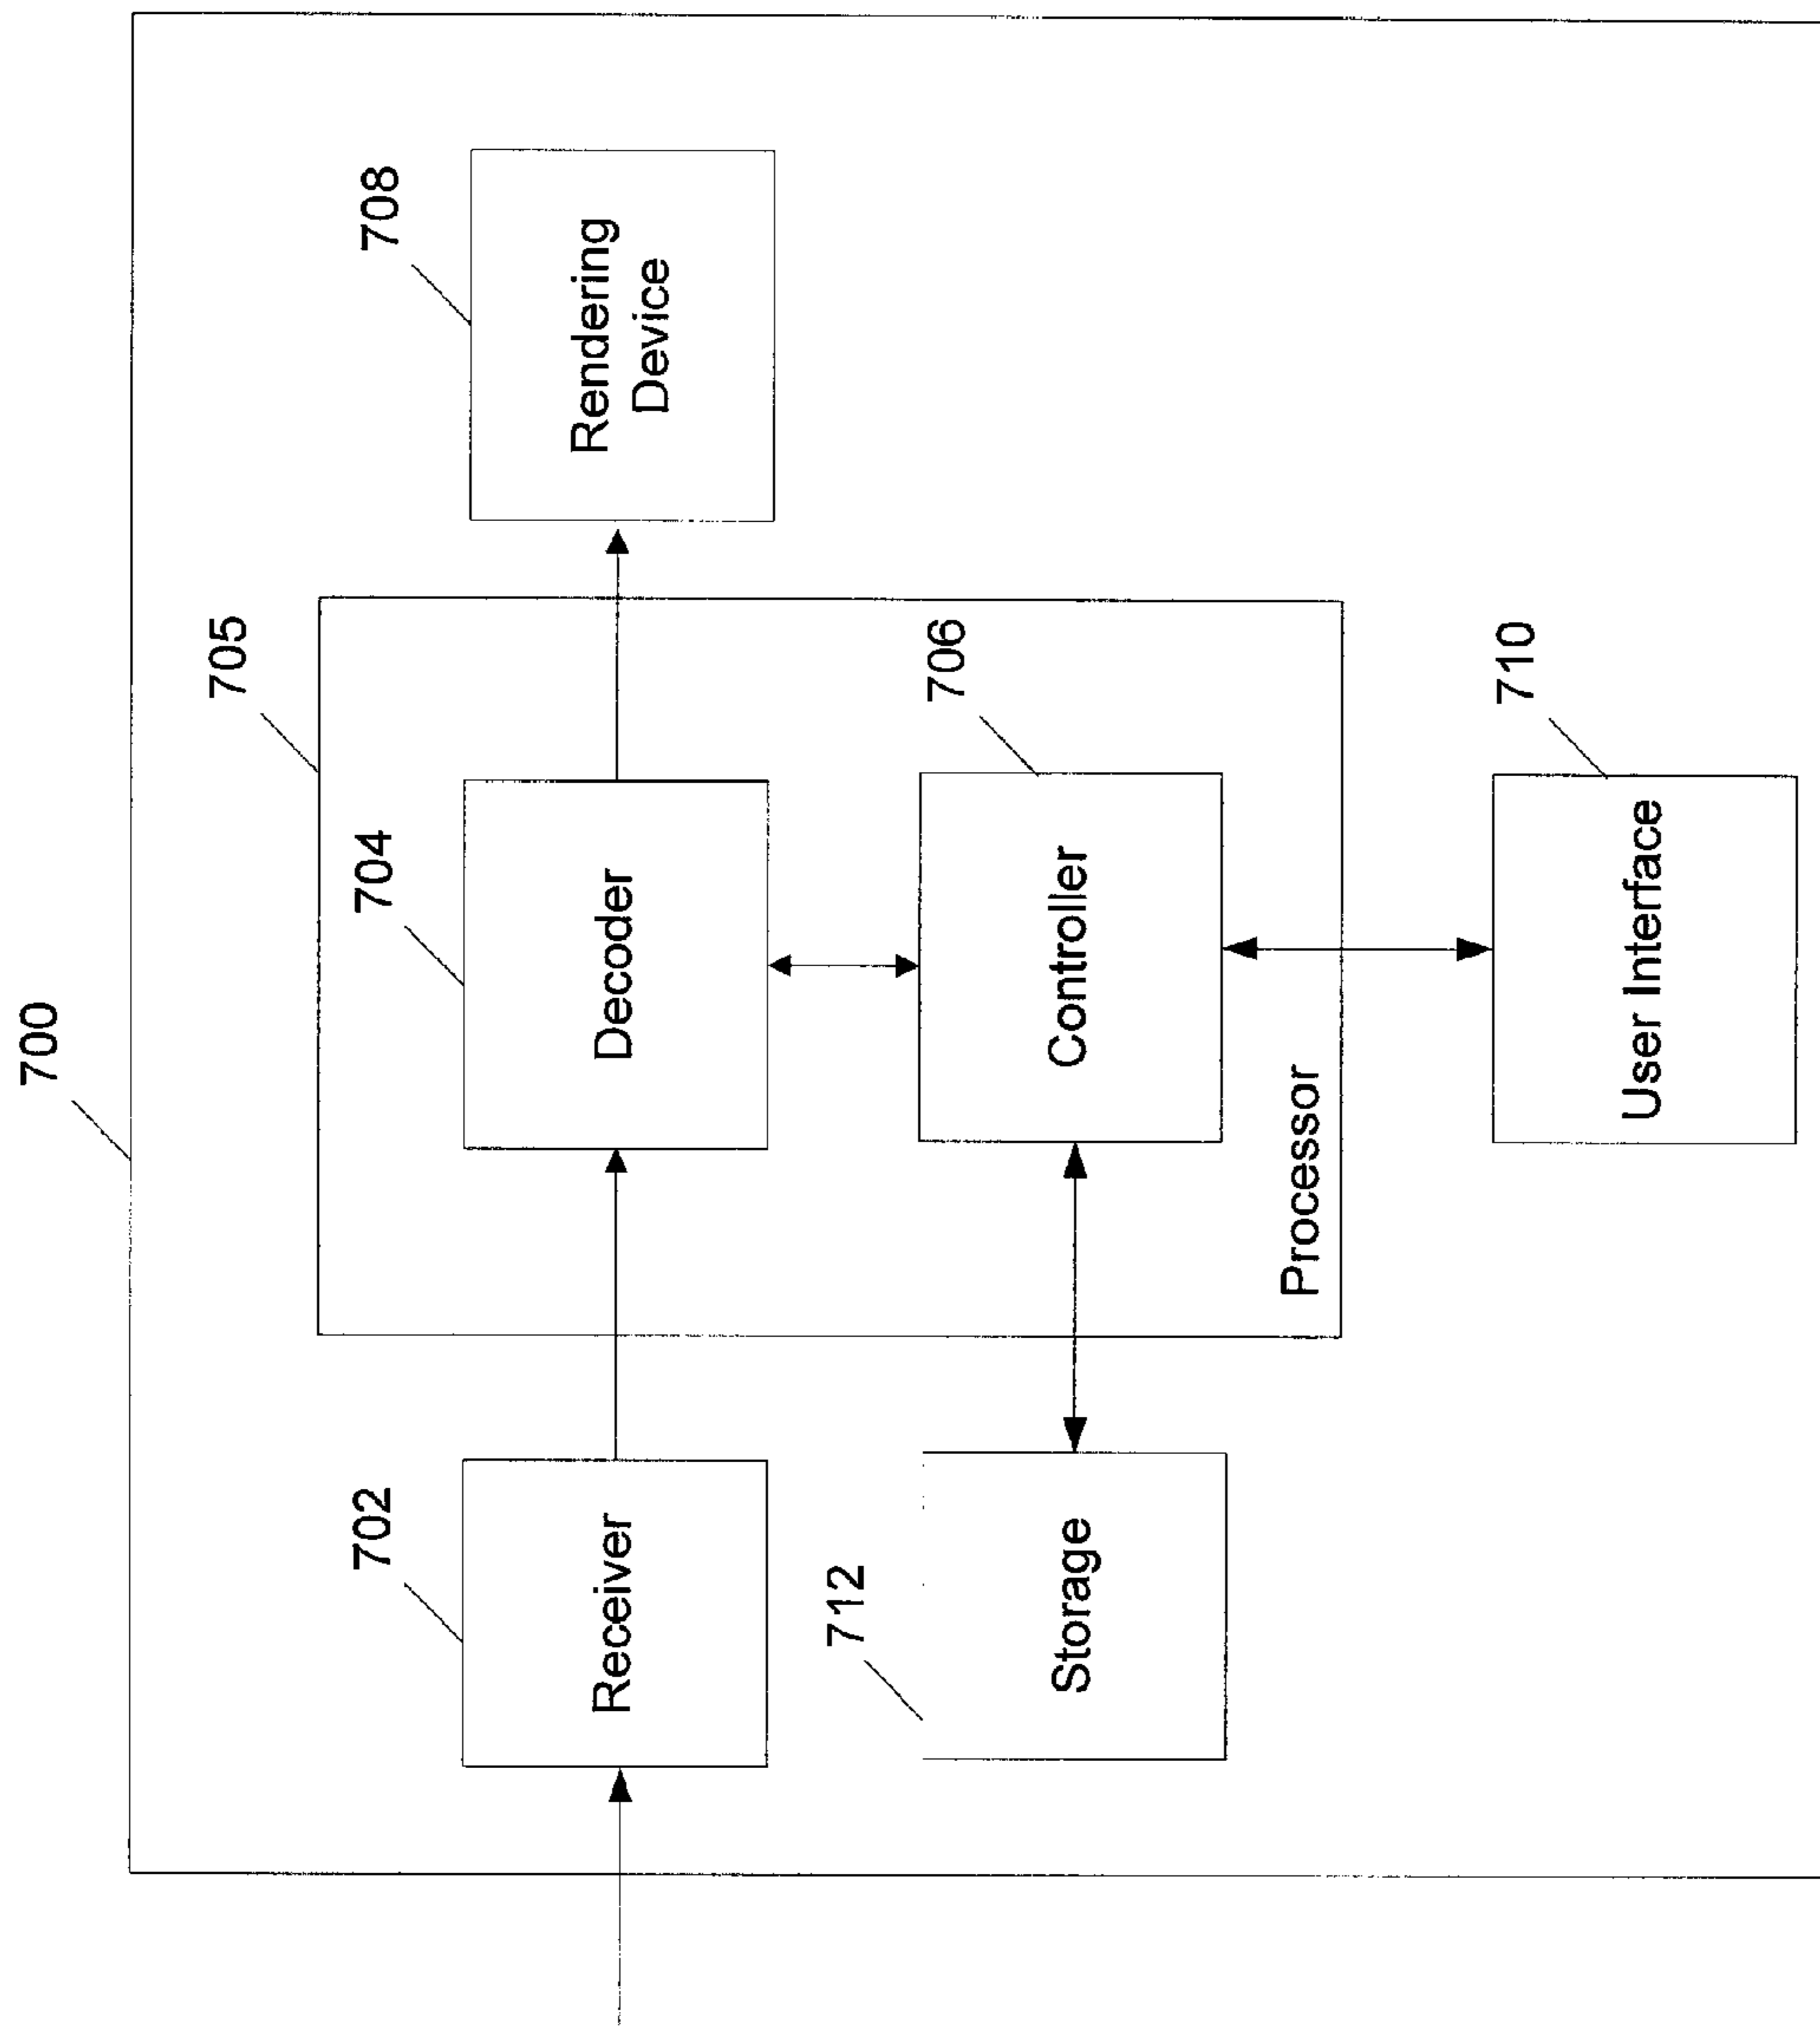 700
705
702
704
708
Receiver
Decoder
Rendering
Device
712
706
Storage
Controller
Processor
710
User Interface